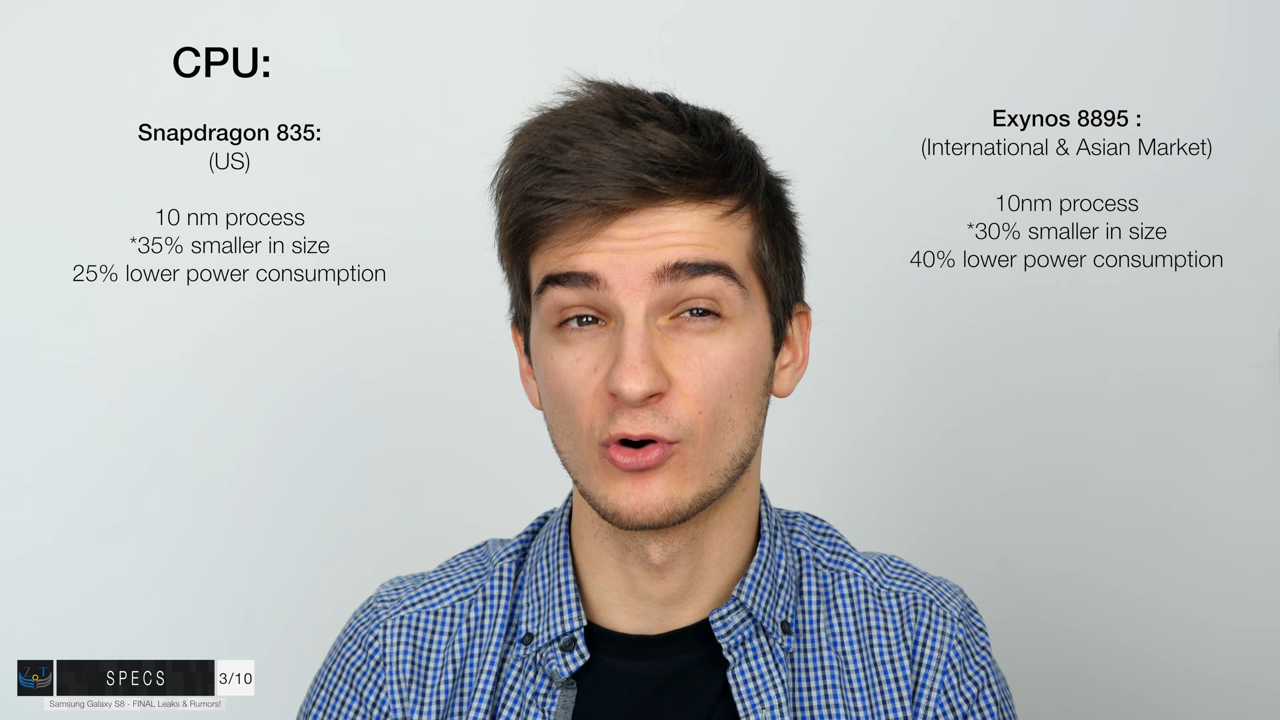 CPU:
Snapdragon 835:
(US)
10 nm process
*35% smaller in size
25% lower power consumption
Exynos 8895 :
(International & Asian Market)
10nm process
*30% smaller in size
40% lower power consumption
SPECS
3/10
Samsung Galaxy S8 - FINAL Leaks & Rumors!